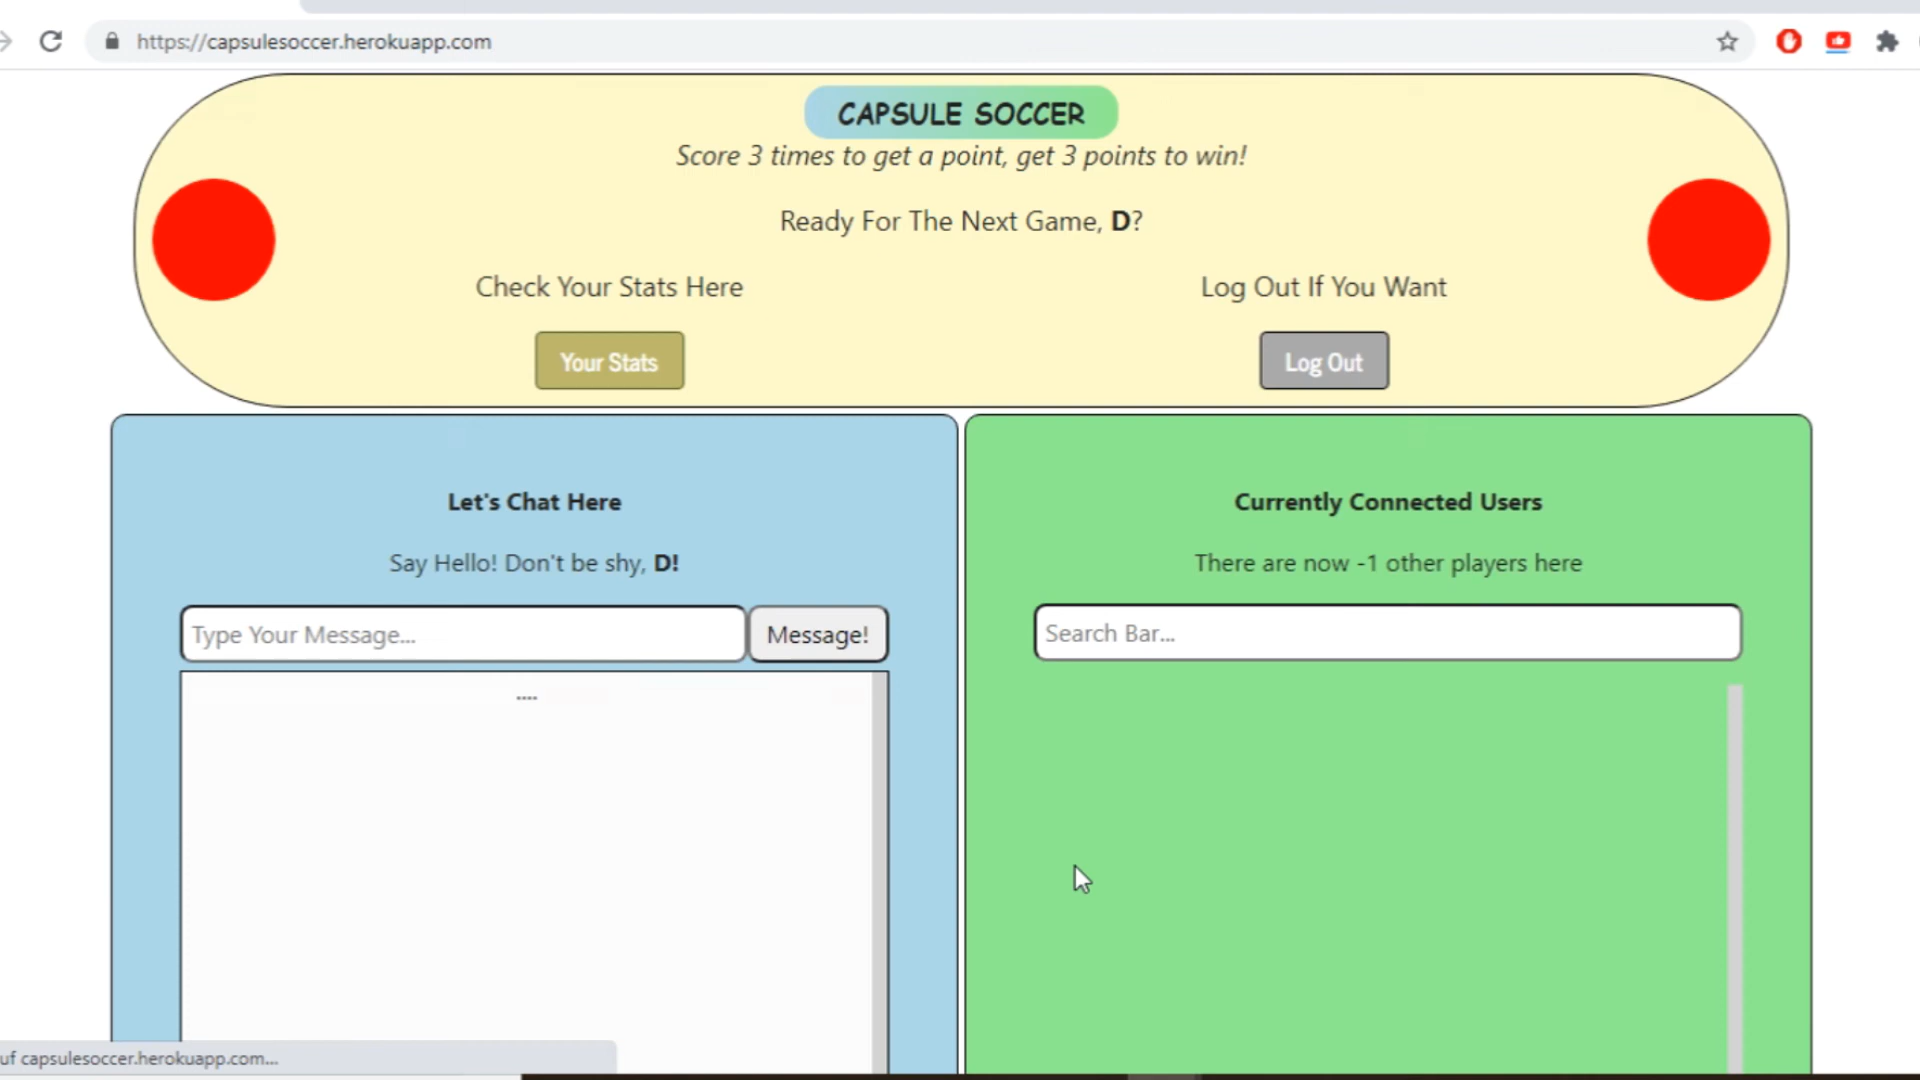 https://capsulesoccer.herokuapp.com
CAPSULE SOCCER
Score 3 times to get a point, get 3 points to win!
Ready For The Next Game, D?
Check Your Stats Here
Log Out If You Want
Your Stats
Log Out
Let's Chat Here
Say Hello! Don't be shy, D!
Type Your Message...
Message!
----
Currently Connected Users
There are now -1 other players here
Search Bar...
uf capsulesoccer.herokuapp.com...